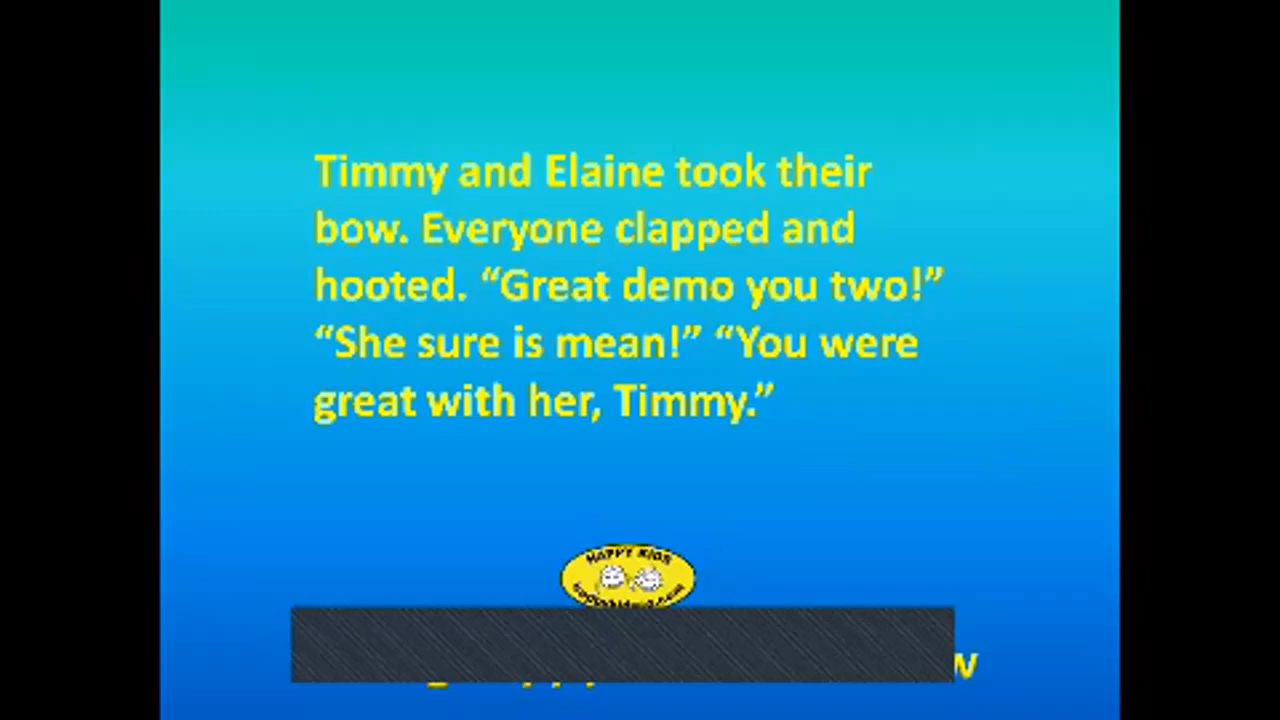 Timmy and Elaine took their
bow. Everyone clapped and
hooted. “Great demo you two!”
“She sure is mean!” “You were
great with her, Timmy.”
HAPPY KIDS